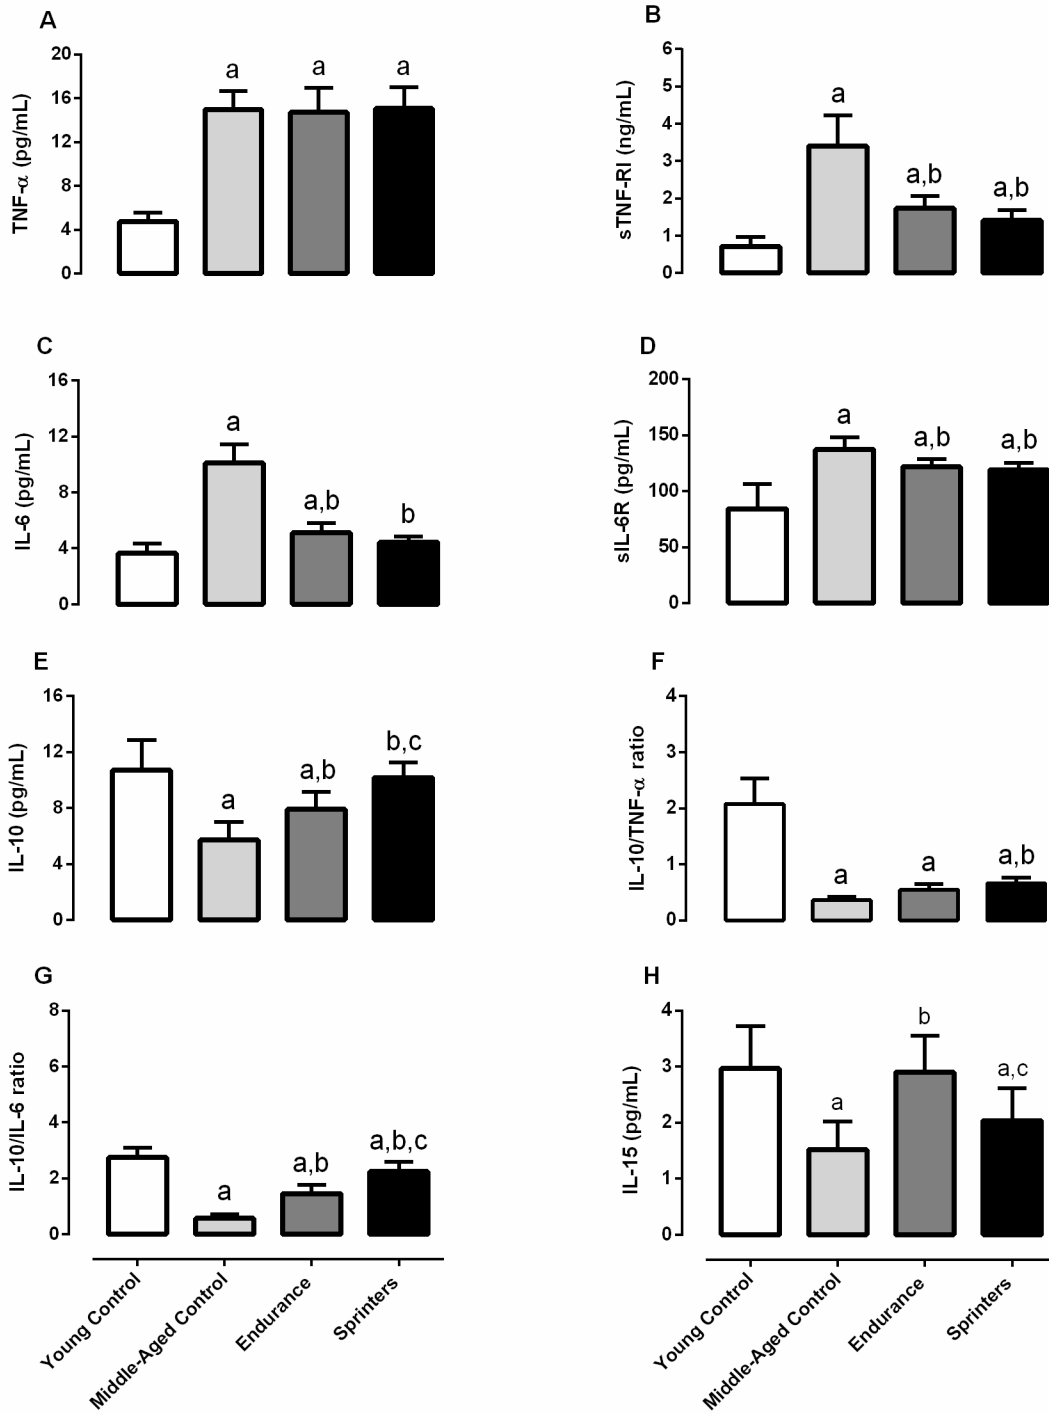 A
TNF-α (pg/mL)
20
16
12
8
4
0
a
a
a
B
sTNF-RI (ng/mL)
6
5
4
3
2
1
0
a
a,b
a,b
C
IL-6 (pg/mL)
16
12
8
4
0
a
a,b
b
D
sIL-6R (pg/mL)
200
150
100
50
0
a
a,b
a,b
E
IL-10 (pg/mL)
16
12
8
4
0
a
a,b
b,c
F
IL-10/TNF-α ratio
4
3
2
1
0
a
a
a,b
G
IL-10/IL-6 ratio
8
6
4
2
0
a
a,b
a,b,c
Young Control
Middle-Aged Control
Endurance
Sprinters
H
IL-15 (pg/mL)
4
3
2
1
0
a
b
a,c
Young Control
Middle-Aged Control
Endurance
Sprinters